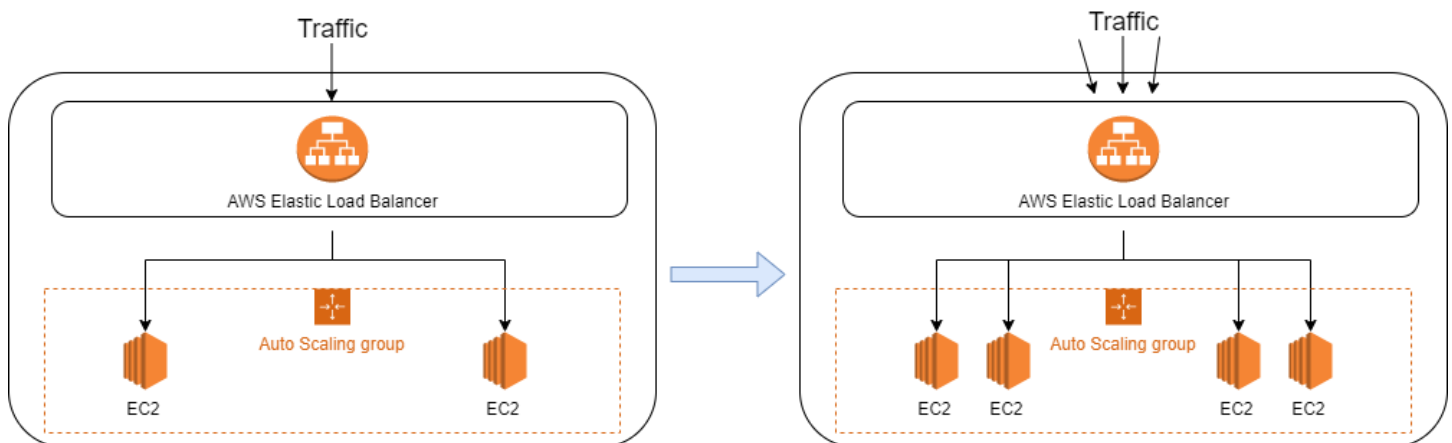 Traffic
AWS Elastic Load Balancer
Auto Scaling group
EC2
EC2
Traffic
AWS Elastic Load Balancer
Auto Scaling group
EC2
EC2
EC2
EC2